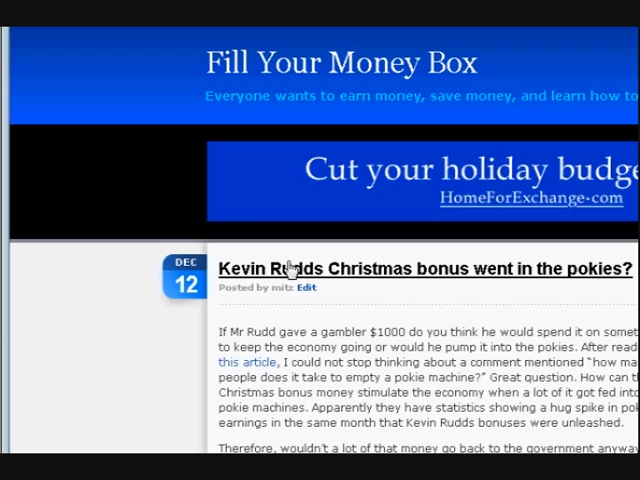 Fill Your Money Box
Everyone wants to earn money, save money, and learn how to
Cut your holiday budge
HomeForExchange.com
DEC
12
Kevin Rudds Christmas bonus went in the pokies?
Posted by mitz Edit
If Mr Rudd gave a gambler $1000 do you think he would spend it on somet
to keep the economy going or would he pump it into the pokies. After read
this article, I could not stop thinking about a comment mentioned "how ma
people does it take to empty a pokie machine?" Great question. How can t
Christmas bonus money stimulate the economy when a lot of it got fed into
pokie machines. Apparently they have statistics showing a hug spike in pok
earnings in the same month that Kevin Rudds bonuses were unleashed.
Therefore, wouldn't a lot of that money go back to the government anyway